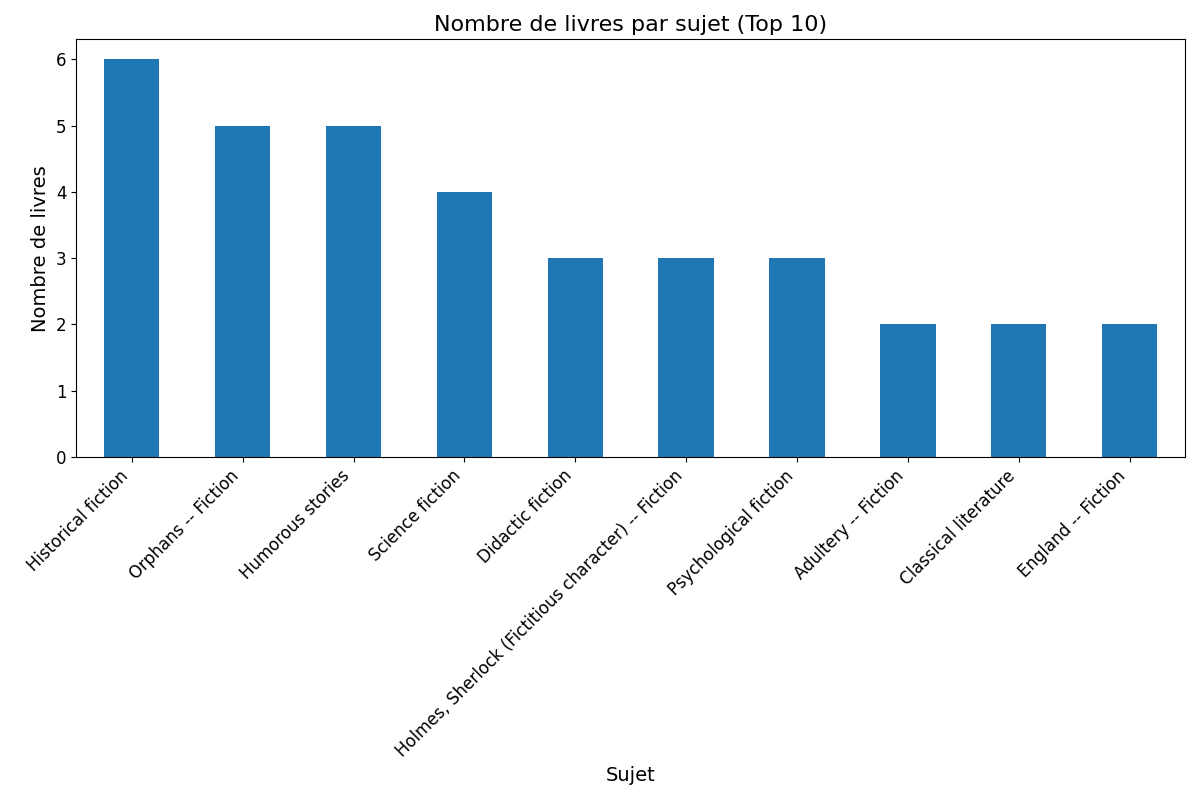 Nombre de livres par sujet (Top 10)
Nombre de livres
6
5
4
3
2
1
0
Historical fiction
Orphans -- Fiction
Humorous stories
Science fiction
Didactic fiction
Holmes, Sherlock (Fictitious character) -- Fiction
Psychological fiction
Adultery -- Fiction
Classical literature
England -- Fiction
Sujet